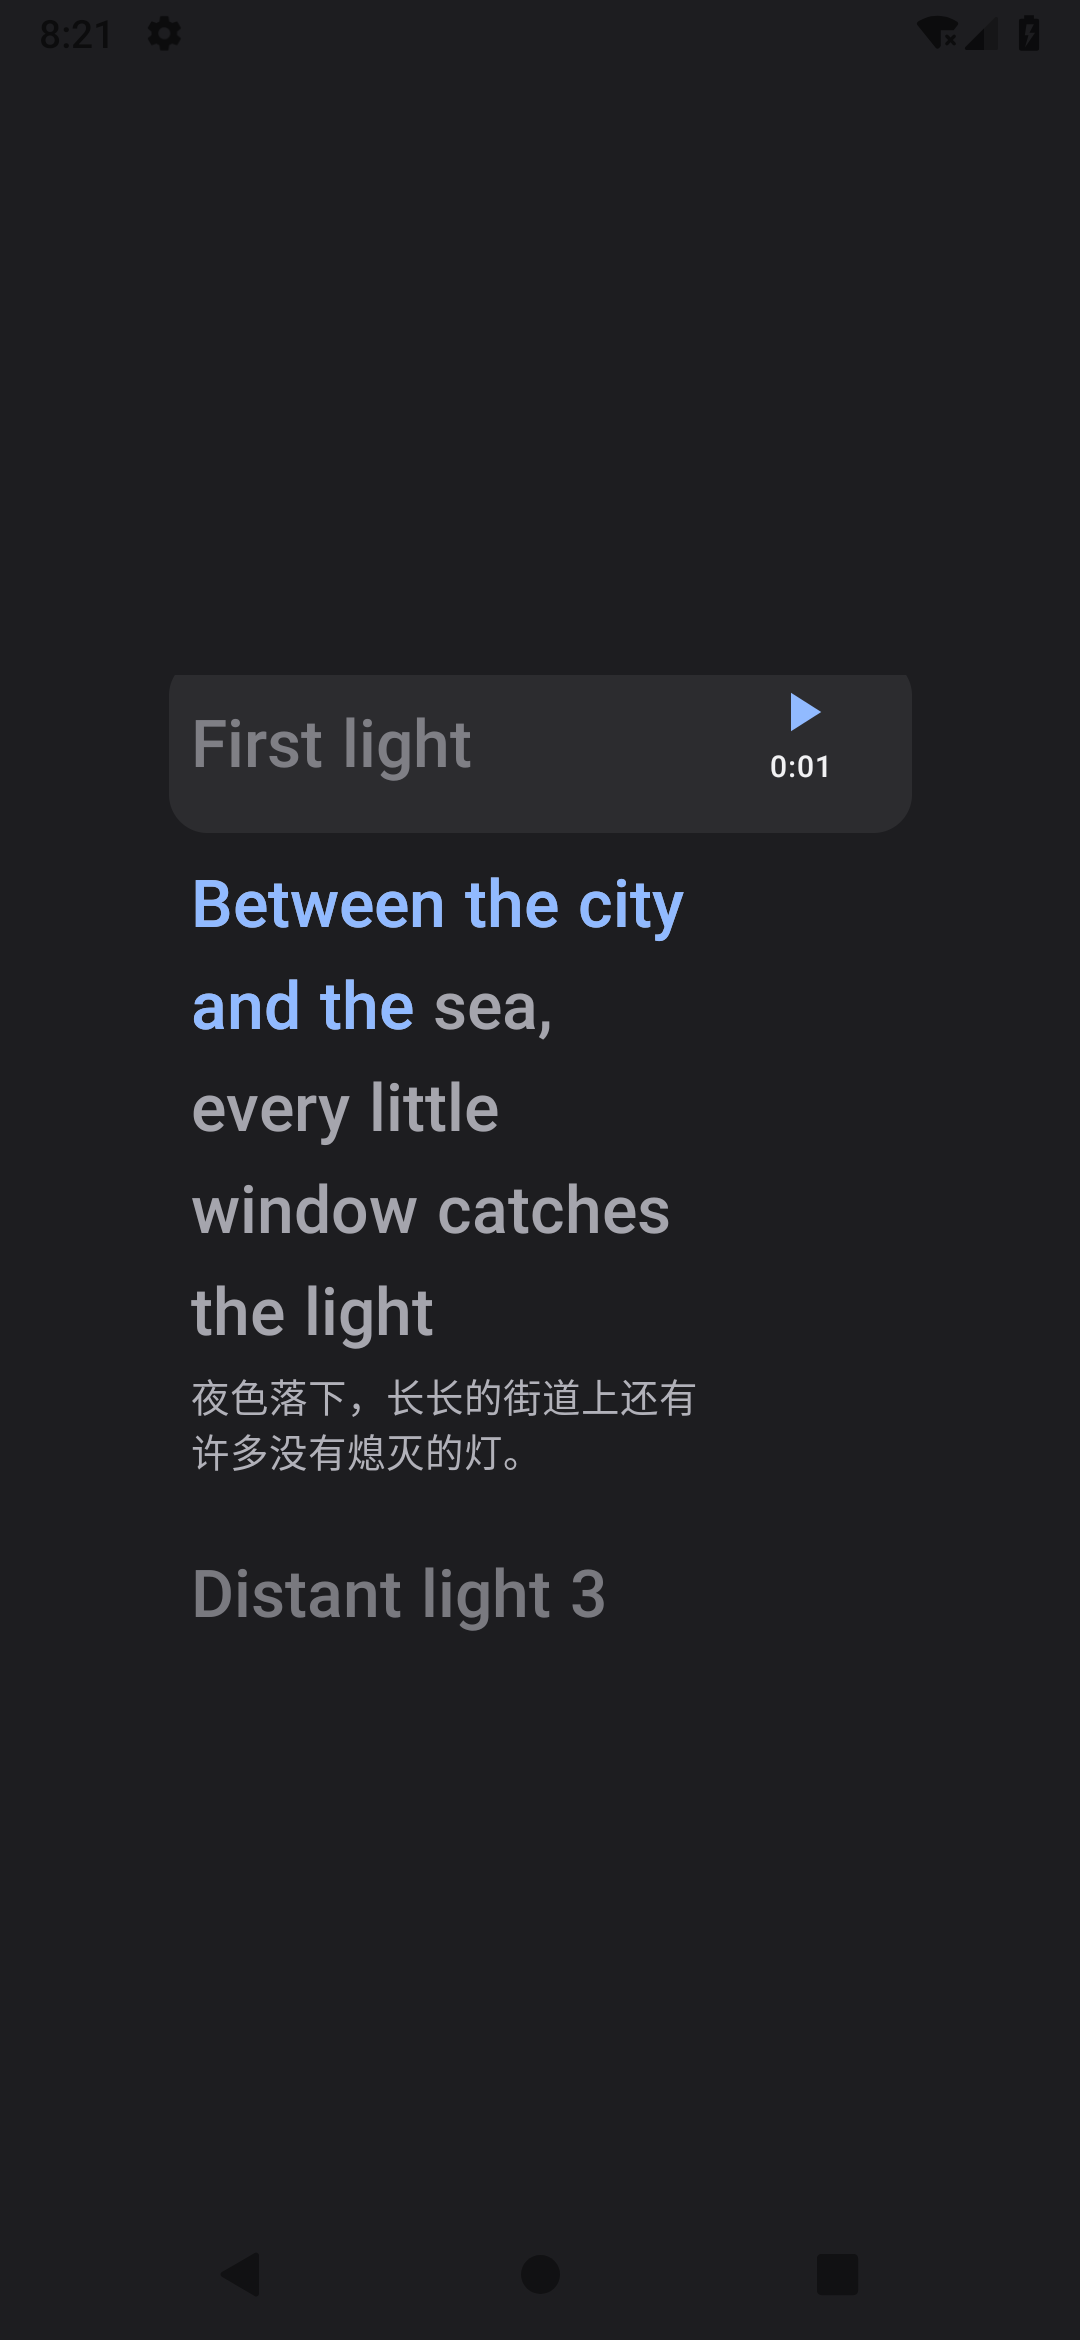 8:21
First light
0:01
Between the city
and the sea,
every little
window catches
the light
夜色落下，长长的街道上还有
许多没有熄灭的灯。
Distant light 3